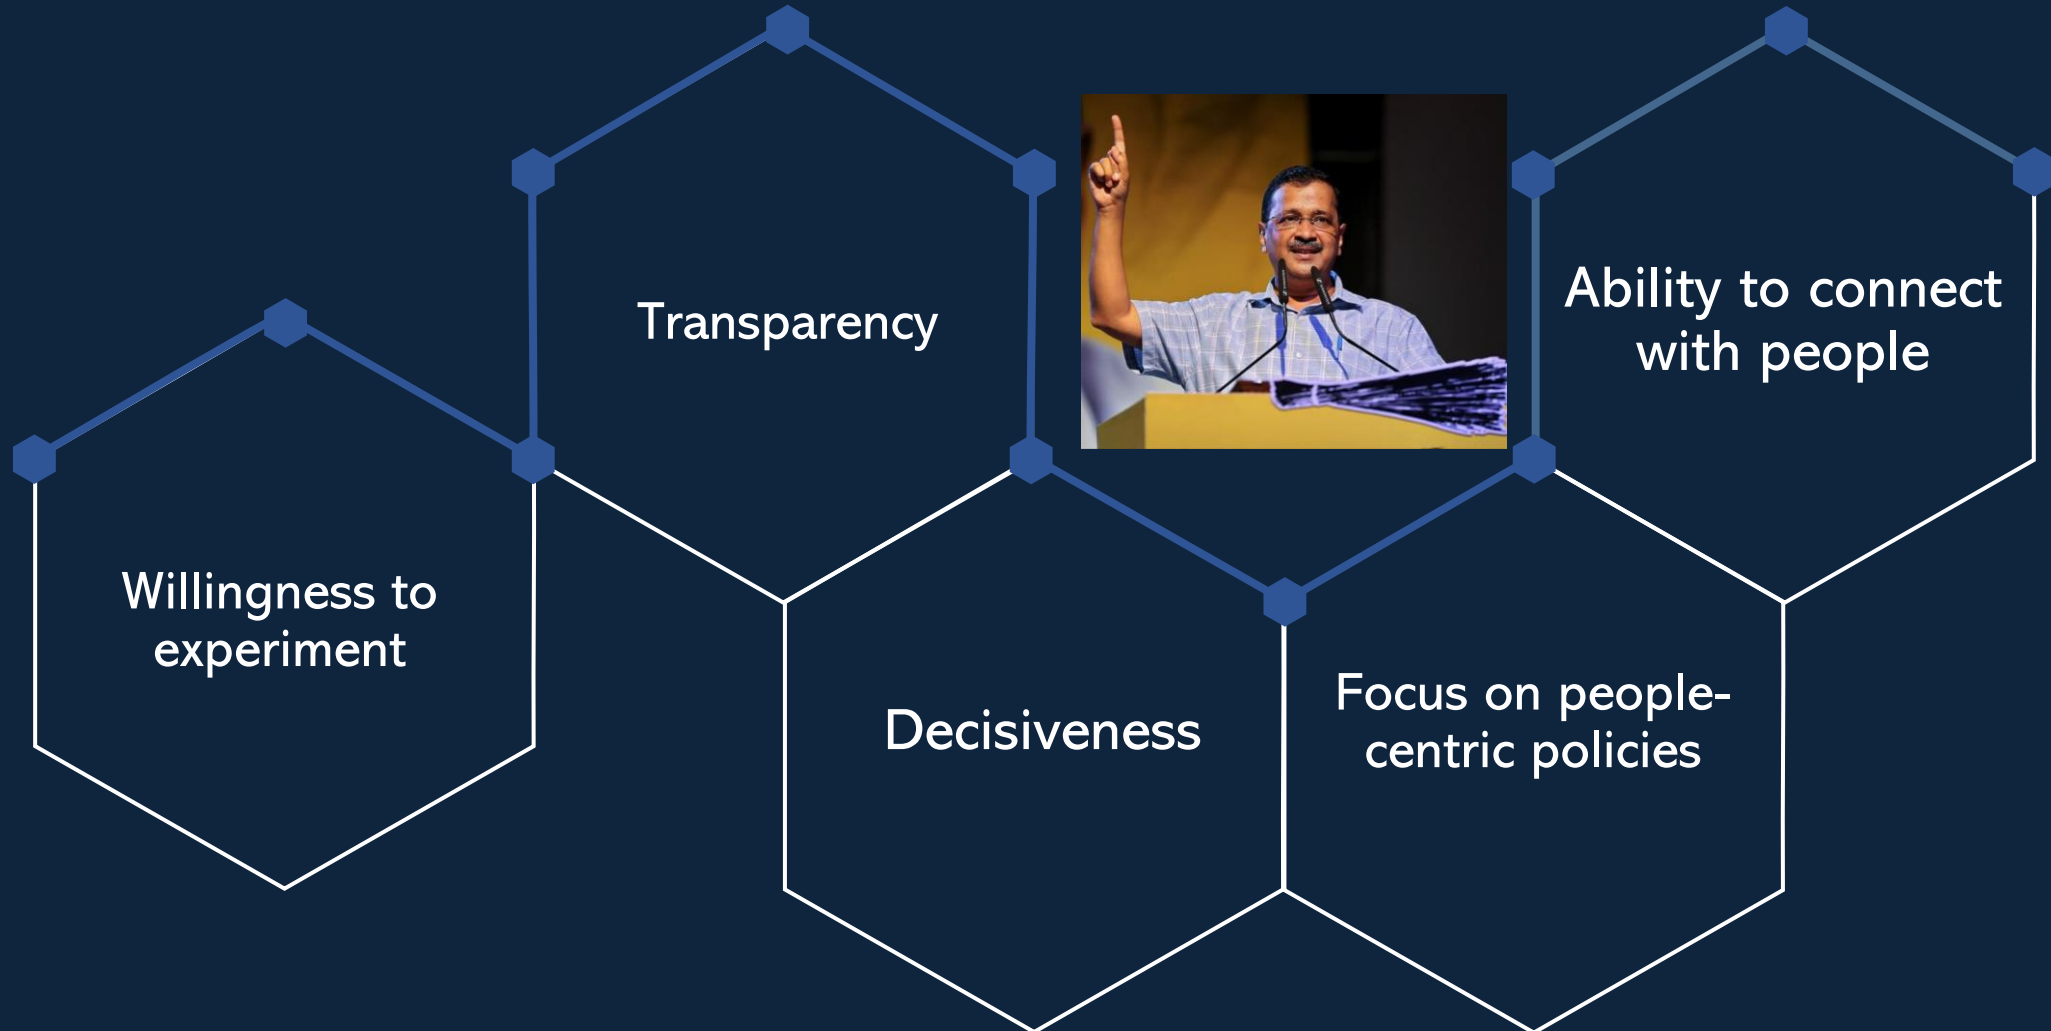 Willingness to
experiment
Transparency
Decisiveness
Focus on people-
centric policies
Ability to connect
with people